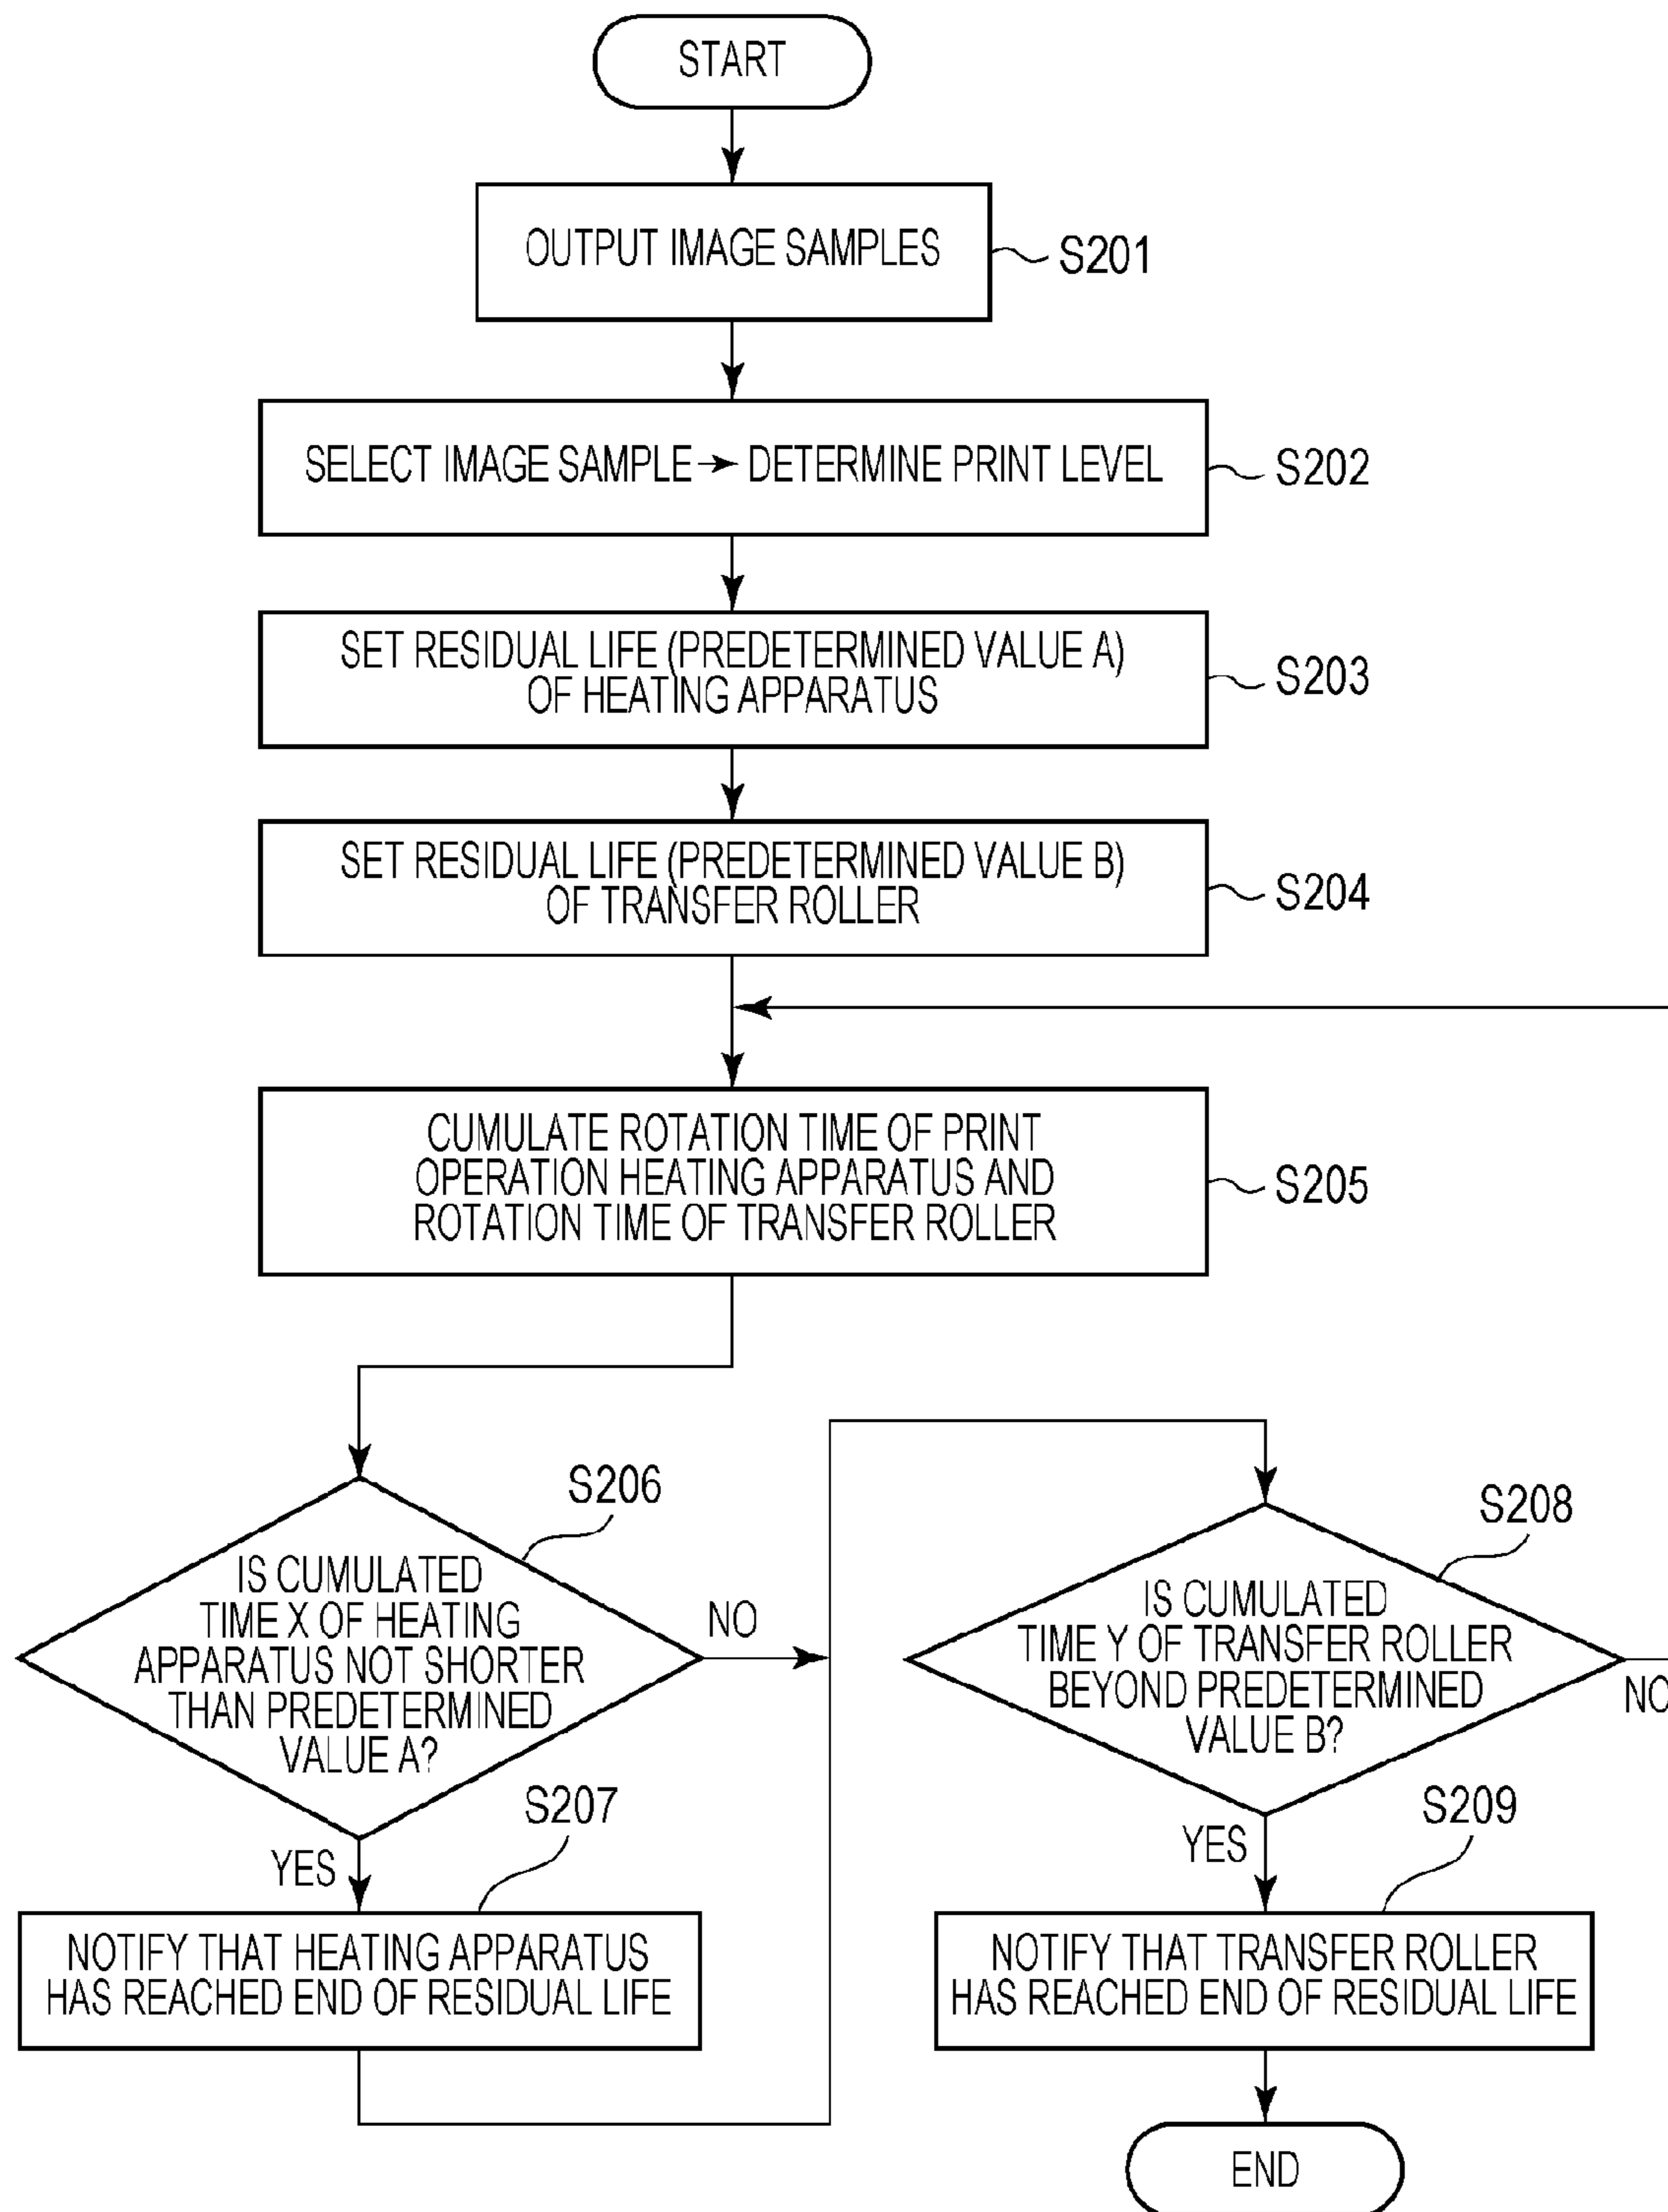 START
OUTPUT IMAGE SAMPLES
S201
SELECT IMAGE SAMPLE → DETERMINE PRINT LEVEL
S202
SET RESIDUAL LIFE (PREDETERMINED VALUE A)
OF HEATING APPARATUS
S203
SET RESIDUAL LIFE (PREDETERMINED VALUE B)
OF TRANSFER ROLLER
S204
CUMULATE ROTATION TIME OF PRINT
OPERATION HEATING APPARATUS AND
ROTATION TIME OF TRANSFER ROLLER
S205
S206
IS CUMULATED
TIME X OF HEATING
APPARATUS NOT SHORTER
THAN PREDETERMINED
VALUE A?
NO
YES
S207
NOTIFY THAT HEATING APPARATUS
HAS REACHED END OF RESIDUAL LIFE
S208
IS CUMULATED
TIME Y OF TRANSFER ROLLER
BEYOND PREDETERMINED
VALUE B?
NO
YES
S209
NOTIFY THAT TRANSFER ROLLER
HAS REACHED END OF RESIDUAL LIFE
END